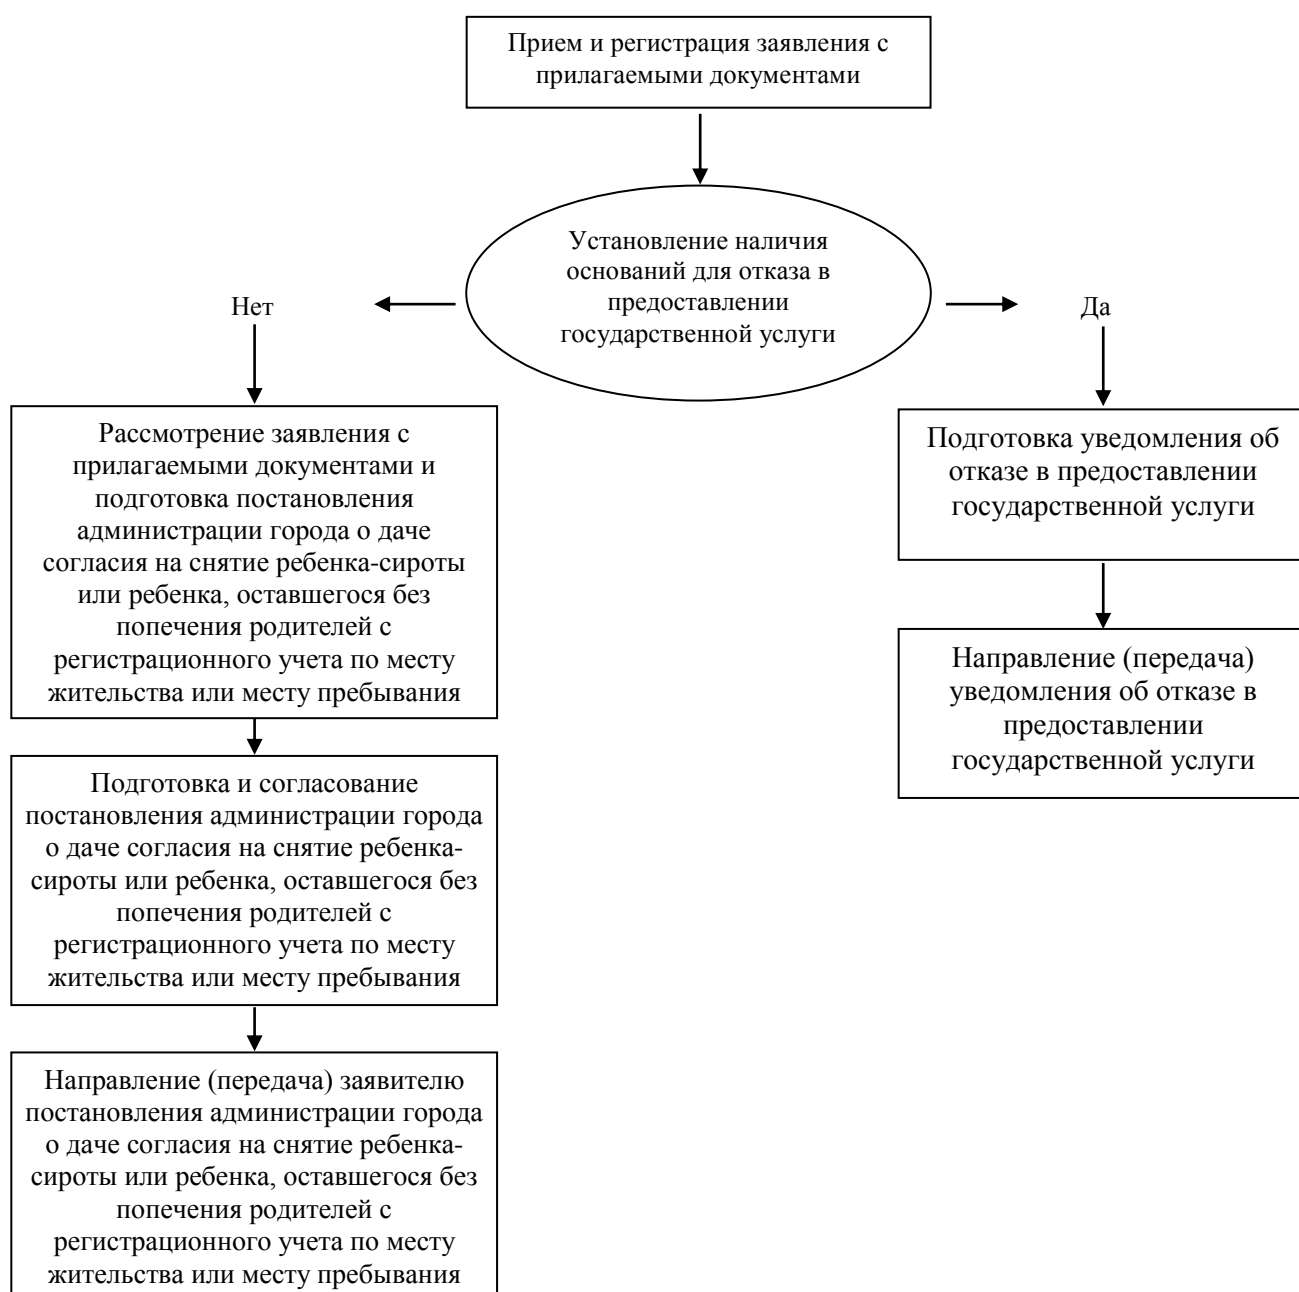 Прием и регистрация заявления с
прилагаемыми документами
Установление наличия
оснований для отказа в
предоставлении
государственной услуги
Нет
Да
Рассмотрение заявления с
прилагаемыми документами и
подготовка постановления
администрации города о даче
согласия на снятие ребенка-сироты
или ребенка, оставшегося без
попечения родителей с
регистрационного учета по месту
жительства или месту пребывания
Подготовка уведомления об
отказе в предоставлении
государственной услуги
Направление (передача)
уведомления об отказе в
предоставлении
государственной услуги
Подготовка и согласование
постановления администрации города
о даче согласия на снятие ребенка-
сироты или ребенка, оставшегося без
попечения родителей с
регистрационного учета по месту
жительства или месту пребывания
Направление (передача) заявителю
постановления администрации города
о даче согласия на снятие ребенка-
сироты или ребенка, оставшегося без
попечения родителей с
регистрационного учета по месту
жительства или месту пребывания